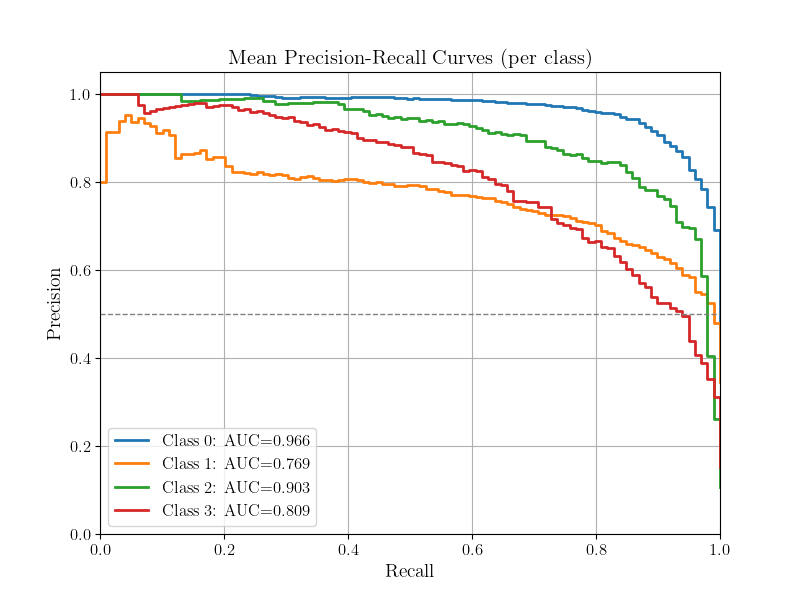 Mean Precision-Recall Curves (per class)
Precision
1.0
0.8
0.6
0.4
0.2
0.0
Class 0: AUC=0.966
Class 1: AUC=0.769
Class 2: AUC=0.903
Class 3: AUC=0.809
0.0 0.2 0.4 0.6 0.8 1.0
Recall